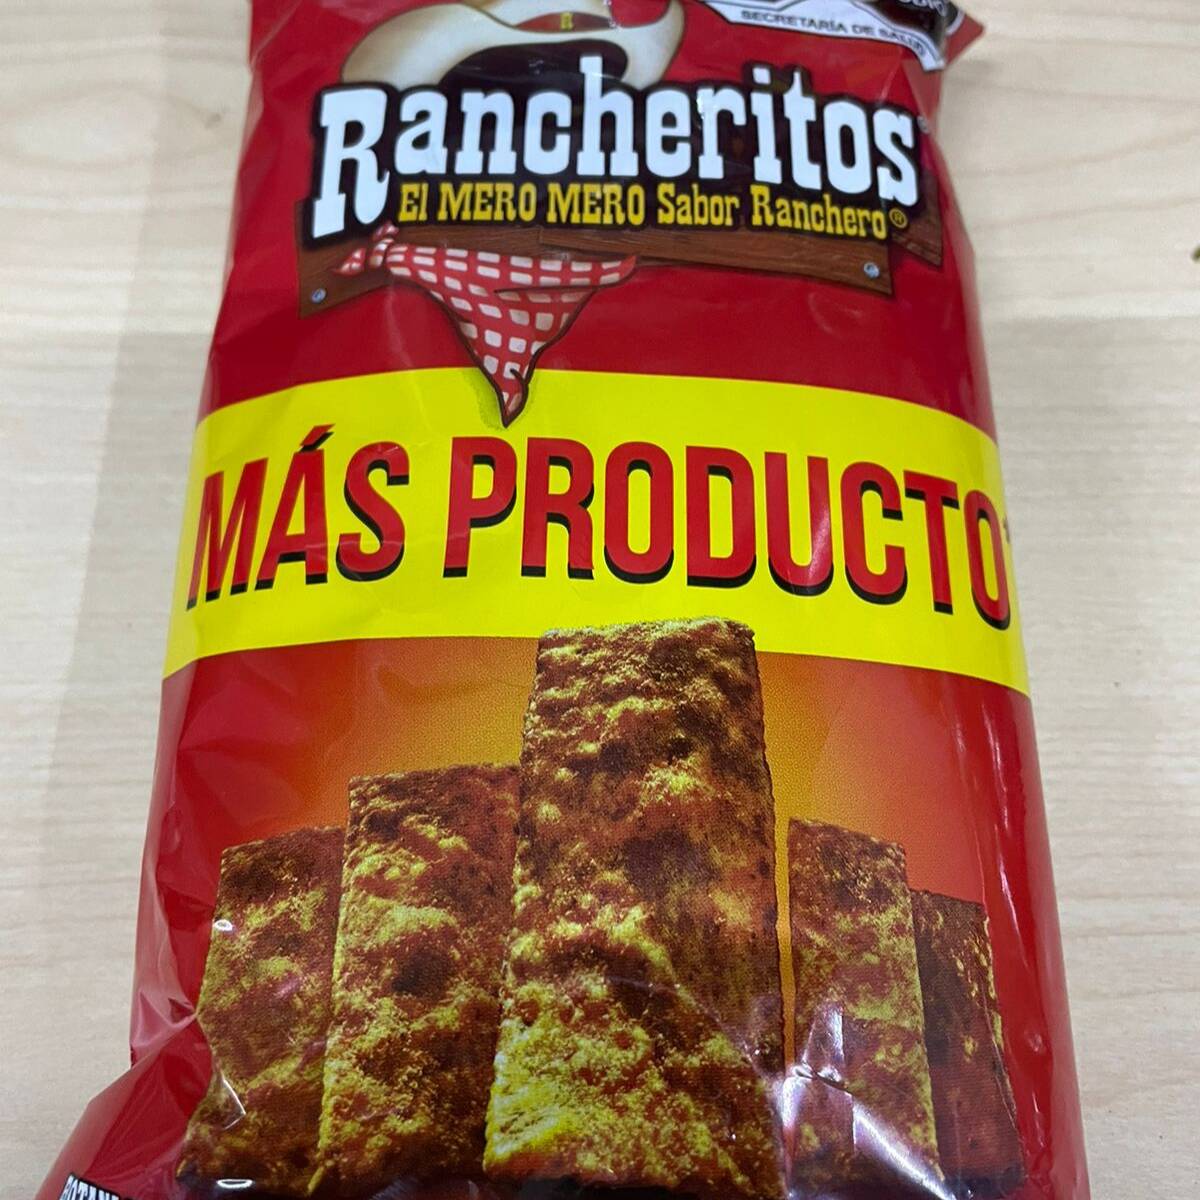 SECRETARÍA DE SALUD
R
Rancheritos
El MERO MERO Sabor Ranchero®
MÁS PRODUCTO*